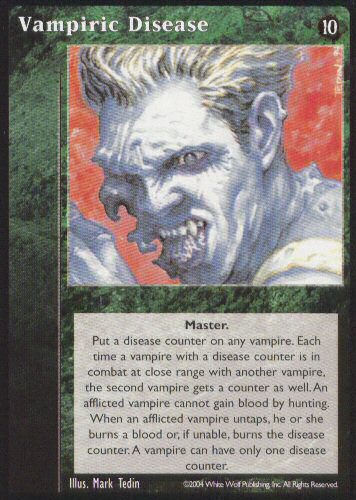 Vampiric Disease 10
Master.
Put a disease counter on any vampire. Each
time a vampire with a disease counter is in
combat at close range with another vampire,
the second vampire gets a counter as well. An
afflicted vampire cannot gain blood by hunting.
When an afflicted vampire untaps, he or she
burns a blood or, if unable, burns the disease
counter. A vampire can have only one disease
counter.
Illus. Mark Tedin ©2004 White Wolf Publishing, Inc. All Rights Reserved.